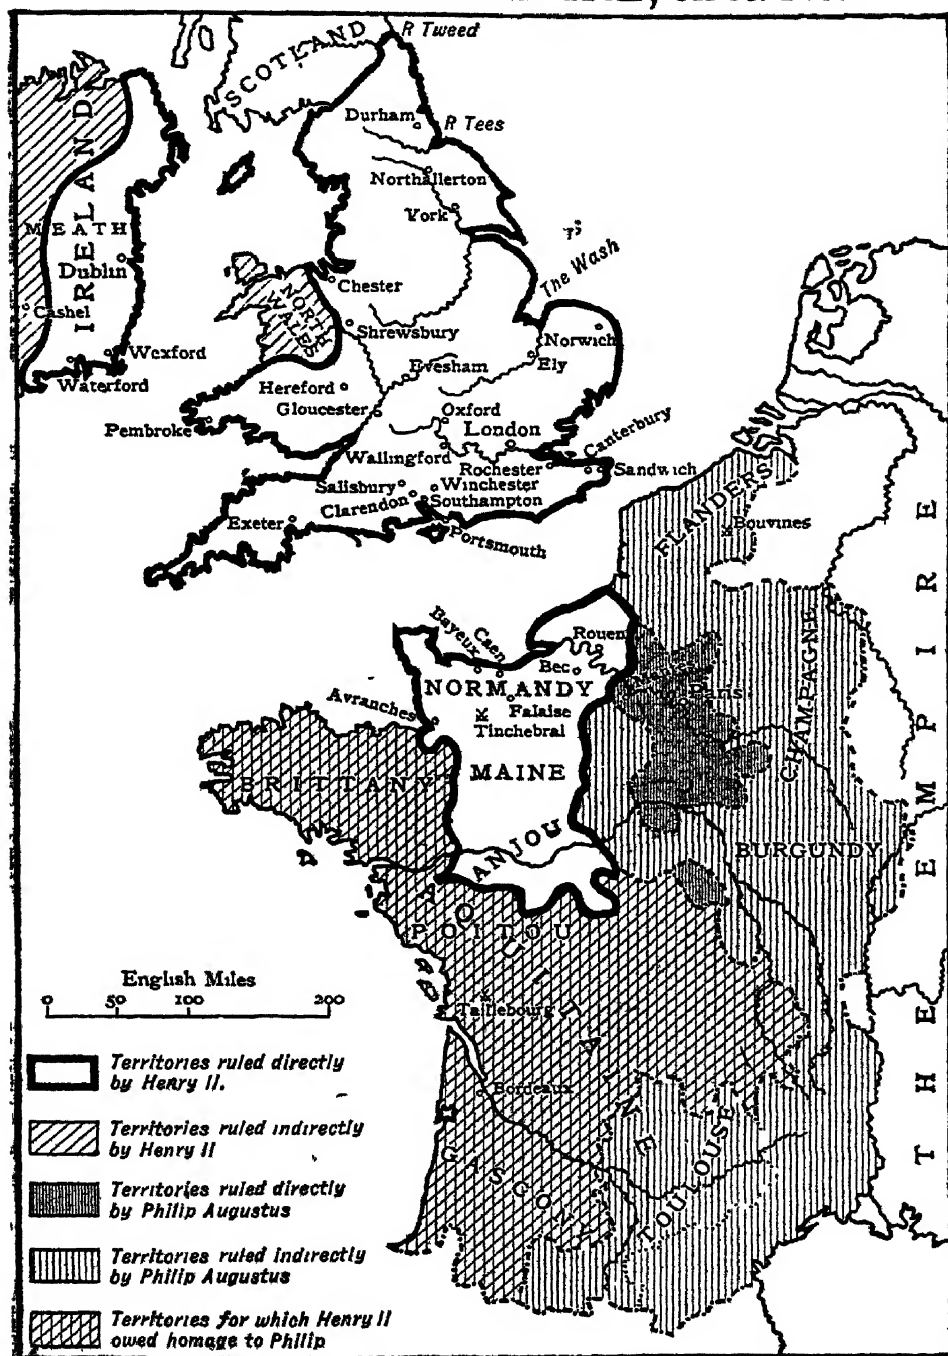 R Tweed
SCOTLAND
Durham
R Tees
Northallerton
York
IRELAND
MEATH
Dublin
Cashel
Wexford
Waterford
The Wash
Chester
NORTH
WALES
Shrewsbury
Norwich
Ely
Evesham
Hereford
Gloucester
Oxford
London
Pembroke
Wallingford
Canterbury
Rochester
Sandwich
Salisbury
Winchester
Clarendon
Southampton
Exeter
Portsmouth
FLANDERS
Bouvines
THE EMPIRE
Rouen
Caen
Bayeux
Bec
NORMANDY
Paris
CHAMPAGNE
Avranches
Falaise
Tinchebral
BRITTANY
MAINE
ANJOU
BURGUNDY
POITOU
AQUITAINE
Taillebourg
Bordeaux
GASCONY
TOULOUSE
English Miles
0 50 100 200
Territories ruled directly
by Henry II.
Territories ruled indirectly
by Henry II
Territories ruled directly
by Philip Augustus
Territories ruled indirectly
by Philip Augustus
Territories for which Henry II
owed homage to Philip